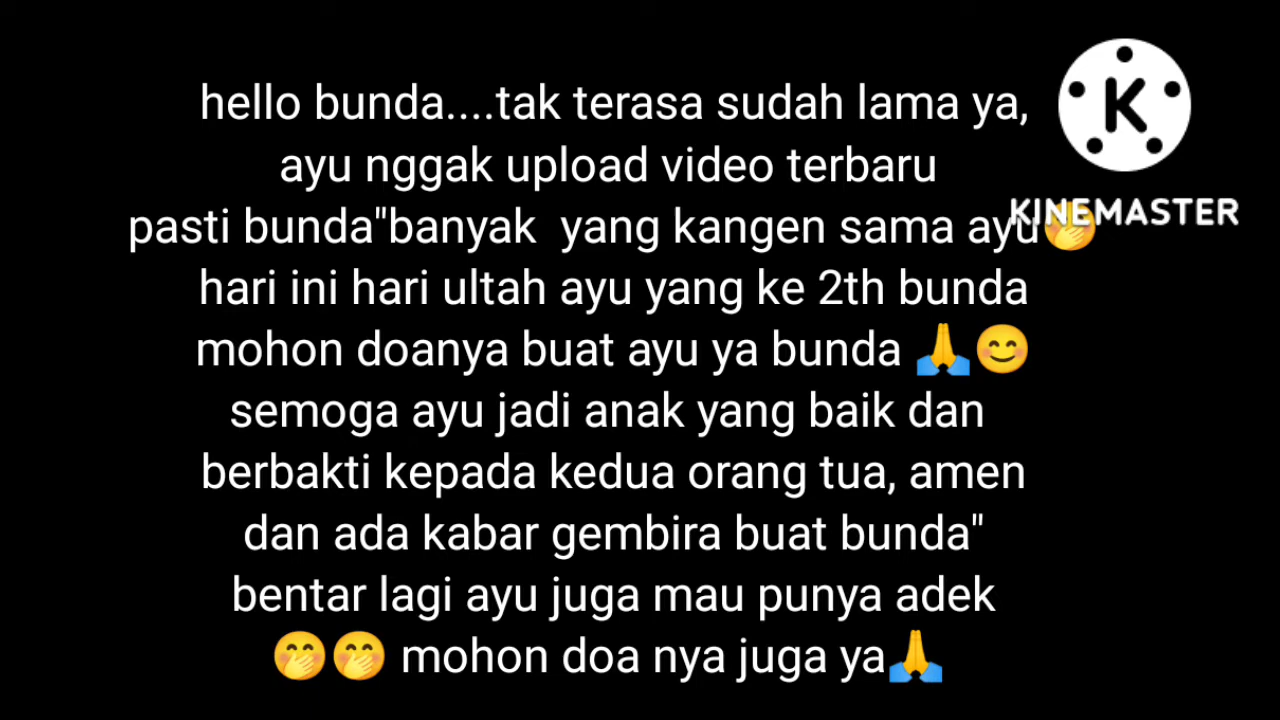 hello bunda....tak terasa sudah lama ya,
ayu nggak upload video terbaru
pasti bunda"banyak  yang kangen sama ayu🤭
hari ini hari ultah ayu yang ke 2th bunda
mohon doanya buat ayu ya bunda 🙏😊
semoga ayu jadi anak yang baik dan
berbakti kepada kedua orang tua, amen
dan ada kabar gembira buat bunda"
bentar lagi ayu juga mau punya adek
🤭🤭 mohon doa nya juga ya🙏
K
KINEMASTER